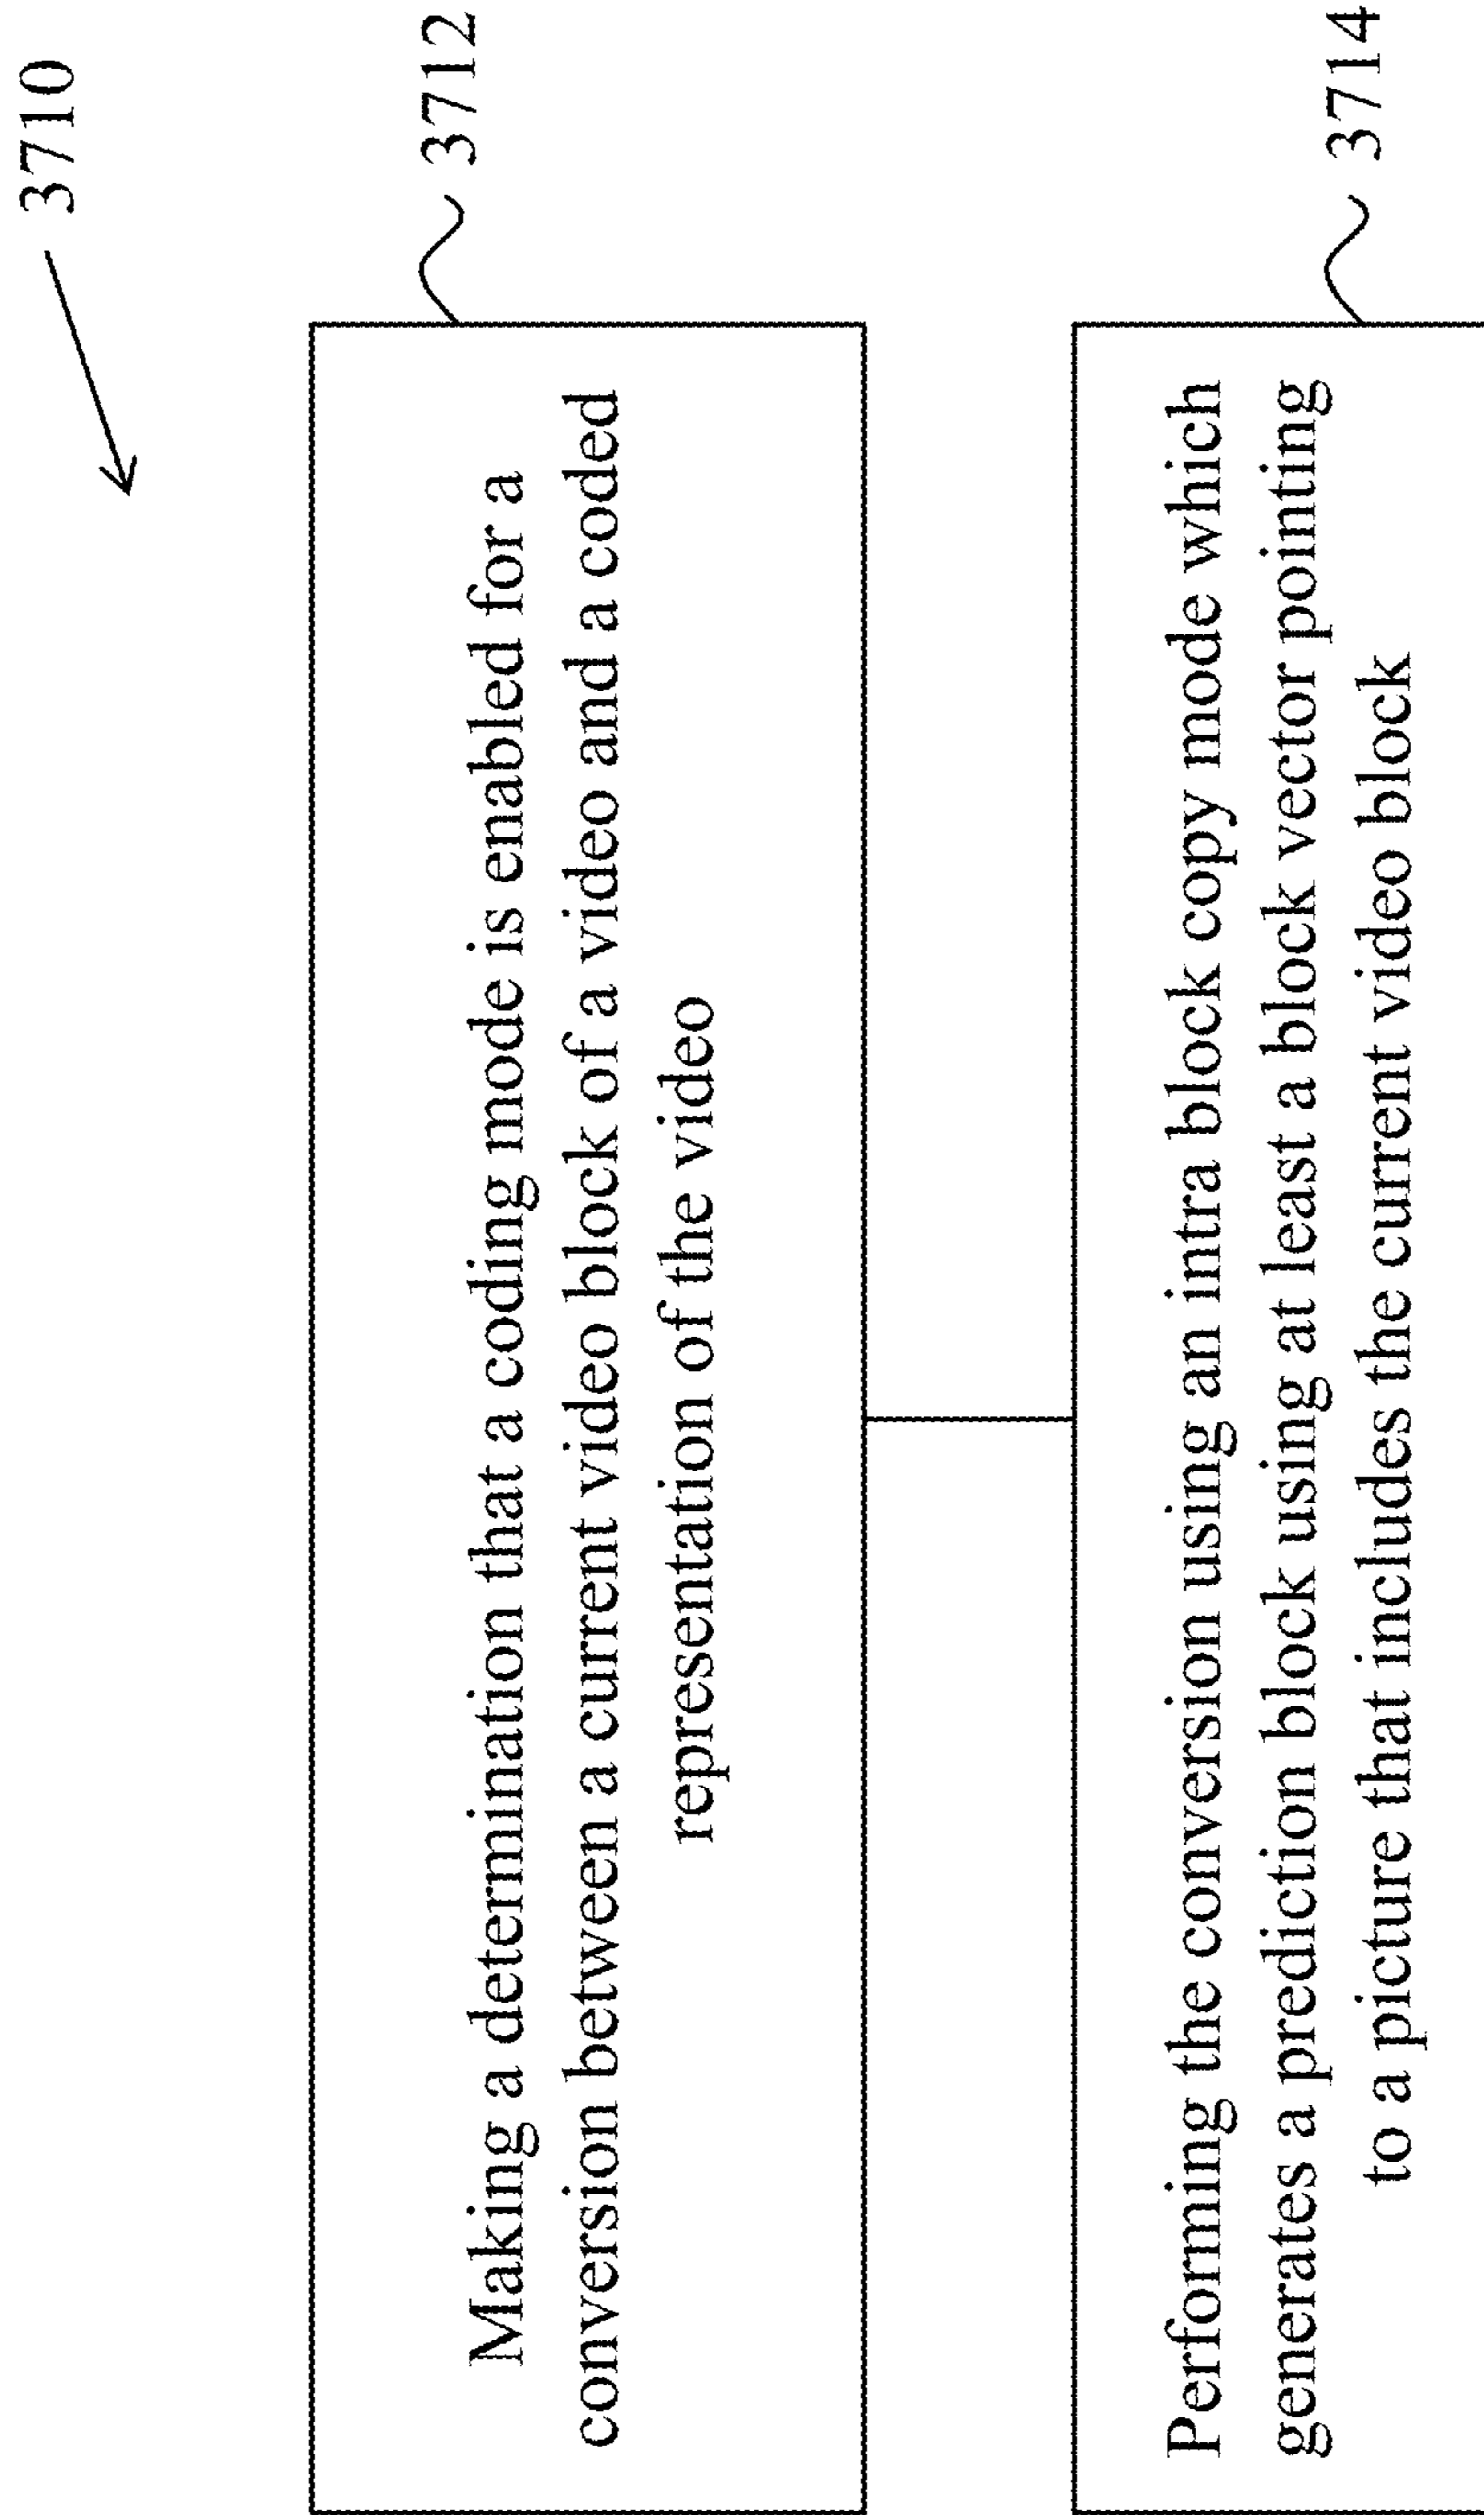 3710
3712
Making a determination that a coding mode is enabled for a
conversion between a current video block of a video and a coded
representation of the video
3714
Performing the conversion using an intra block copy mode which
generates a prediction block using at least a block vector pointing
to a picture that includes the current video block